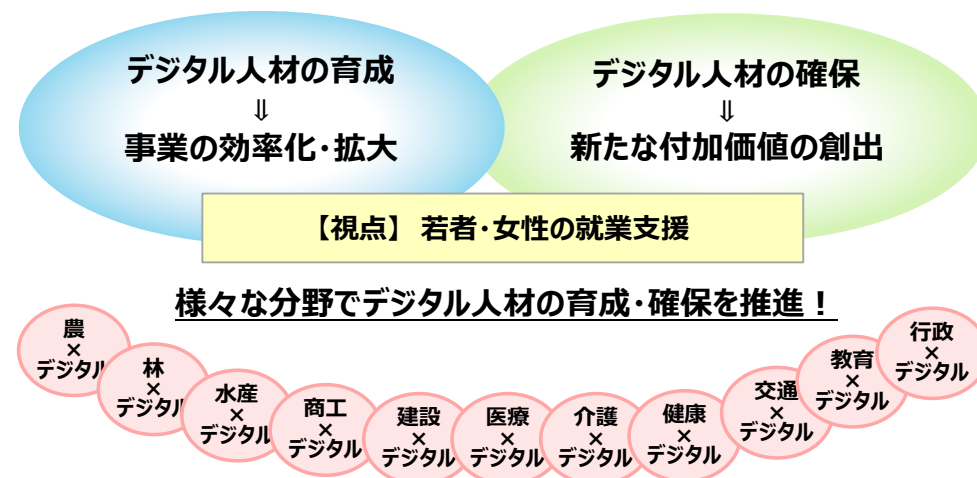 デジタル人材の育成
⇓
事業の効率化・拡大
デジタル人材の確保
⇓
新たな付加価値の創出
【視点】 若者・女性の就業支援
様々な分野でデジタル人材の育成・確保を推進！
農
×
デジタル
林
×
デジタル
水産
×
デジタル
商工
×
デジタル
建設
×
デジタル
医療
×
デジタル
介護
×
デジタル
健康
×
デジタル
交通
×
デジタル
教育
×
デジタル
行政
×
デジタル